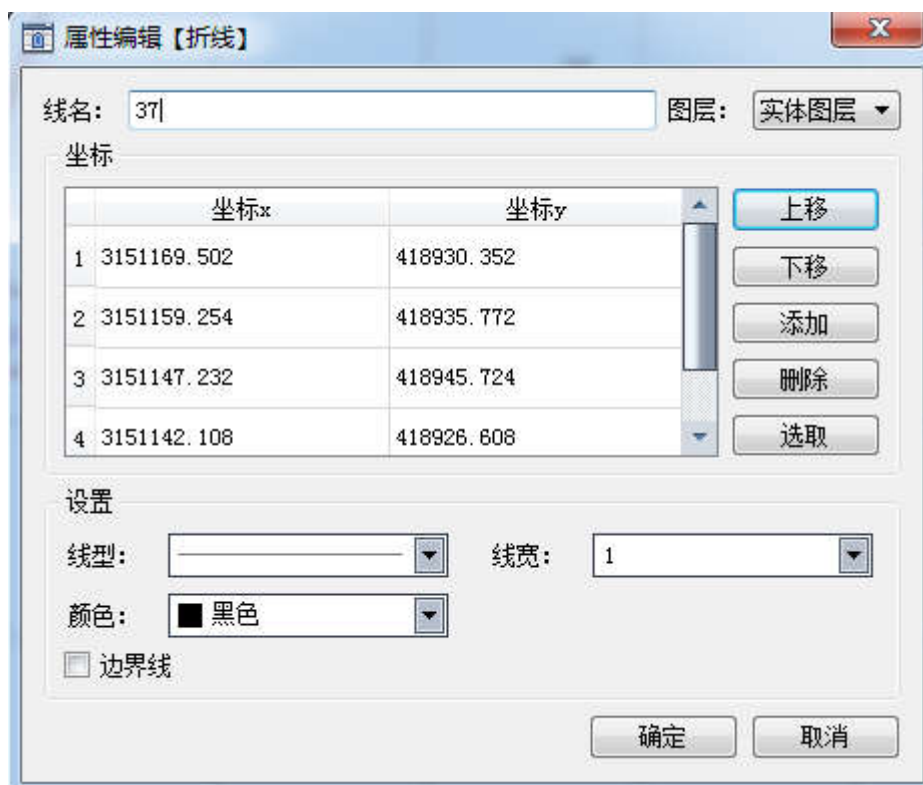 属性编辑【折线】
线名： 37 图层： 实体图层
坐标
坐标x 坐标y 上移
1 3151169.502 418930.352
下移
2 3151159.254 418935.772 添加
3 3151147.232 418945.724 删除
4 3151142.108 418926.608 选取
设置
线型： 线宽： 1
颜色： 黑色
边界线
确定 取消